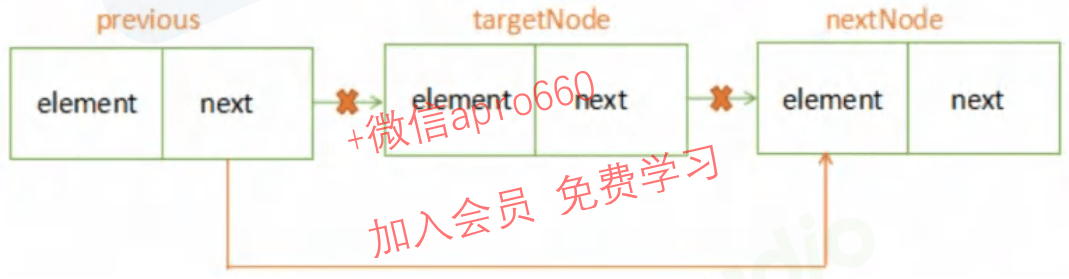 previous targetNode nextNode
element next element next element next
+微信apro660
加入会员 免费学习